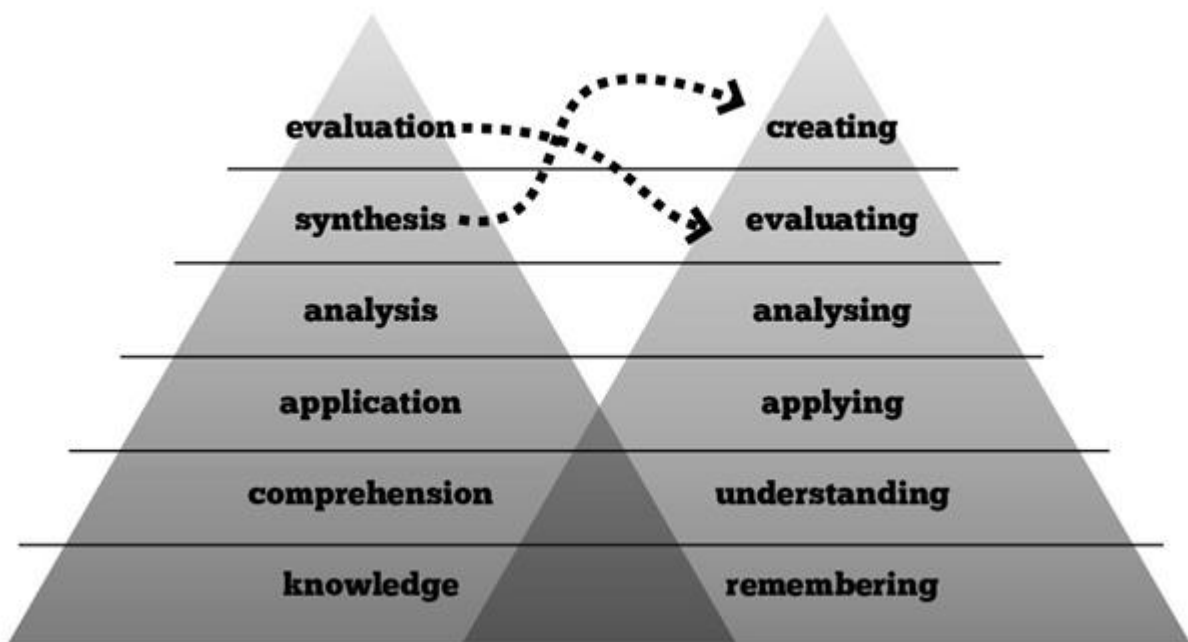 evaluation creating
synthesis evaluating
analysis analysing
application applying
comprehension understanding
knowledge remembering